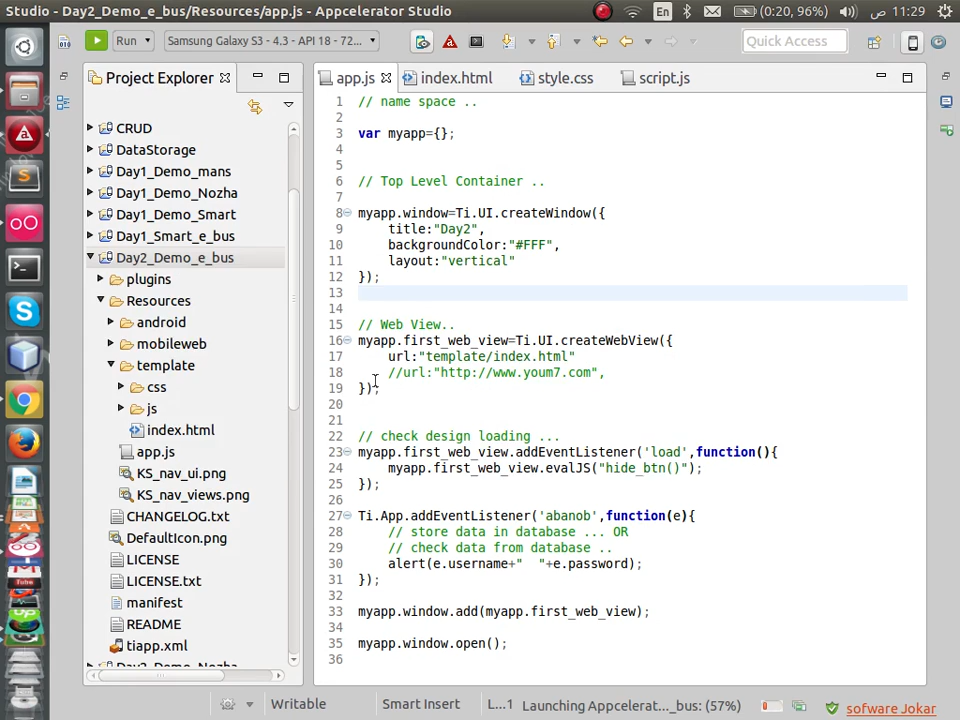 Studio - Day2_Demo_e_bus/Resources/app.js - Appcelerator Studio
En
(0:20, 96%)
ص 11:29
Run
Samsung Galaxy S3 - 4.3 - API 18 - 72...
Quick Access
Project Explorer
app.js
index.html
style.css
script.js
CRUD
DataStorage
Day1_Demo_mans
Day1_Demo_Nozha
Day1_Demo_Smart
Day1_Smart_e_bus
Day2_Demo_e_bus
plugins
Resources
android
mobileweb
template
css
js
index.html
app.js
KS_nav_ui.png
KS_nav_views.png
CHANGELOG.txt
DefaultIcon.png
LICENSE
LICENSE.txt
manifest
README
tiapp.xml
Day2_Demo_Nozha
1 // name space ..
2
3 var myapp={};
4
5
6 // Top Level Container ..
7
8 myapp.window=Ti.UI.createWindow({
9 title:"Day2",
10 backgroundColor:"#FFF",
11 layout:"vertical"
12 });
13
14
15 // Web View..
16 myapp.first_web_view=Ti.UI.createWebView({
17 url:"template/index.html"
18 //url:"http://www.youm7.com",
19 });
20
21
22 // check design loading ...
23 myapp.first_web_view.addEventListener('load',function(){
24 myapp.first_web_view.evalJS("hide_btn()");
25 });
26
27 Ti.App.addEventListener('abanob',function(e){
28 // store data in database ... OR
29 // check data from database ..
30 alert(e.username+"  "+e.password);
31 });
32
33 myapp.window.add(myapp.first_web_view);
34
35 myapp.window.open();
36
Writable
Smart Insert
L...1
Launching Appcelerat..._bus: (57%)
sofware Jokar